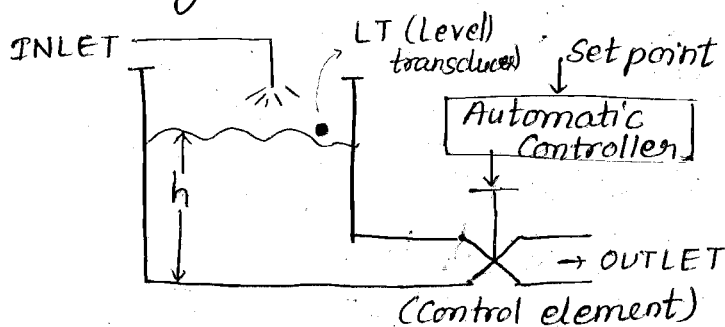 INLET
LT (Level)
transducer)
Set point
Automatic
Controller
h
→ OUTLET
(Control element)